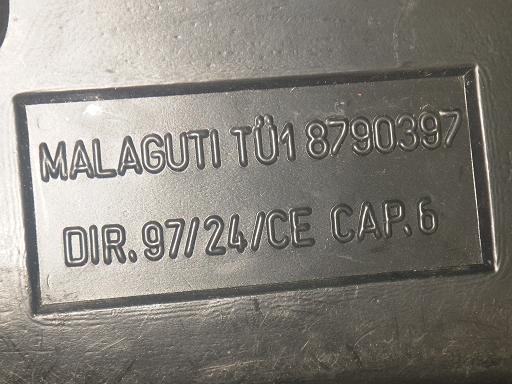 MALAGUTI TÜ1 8790397
DIR. 97/24/CE CAP. 6